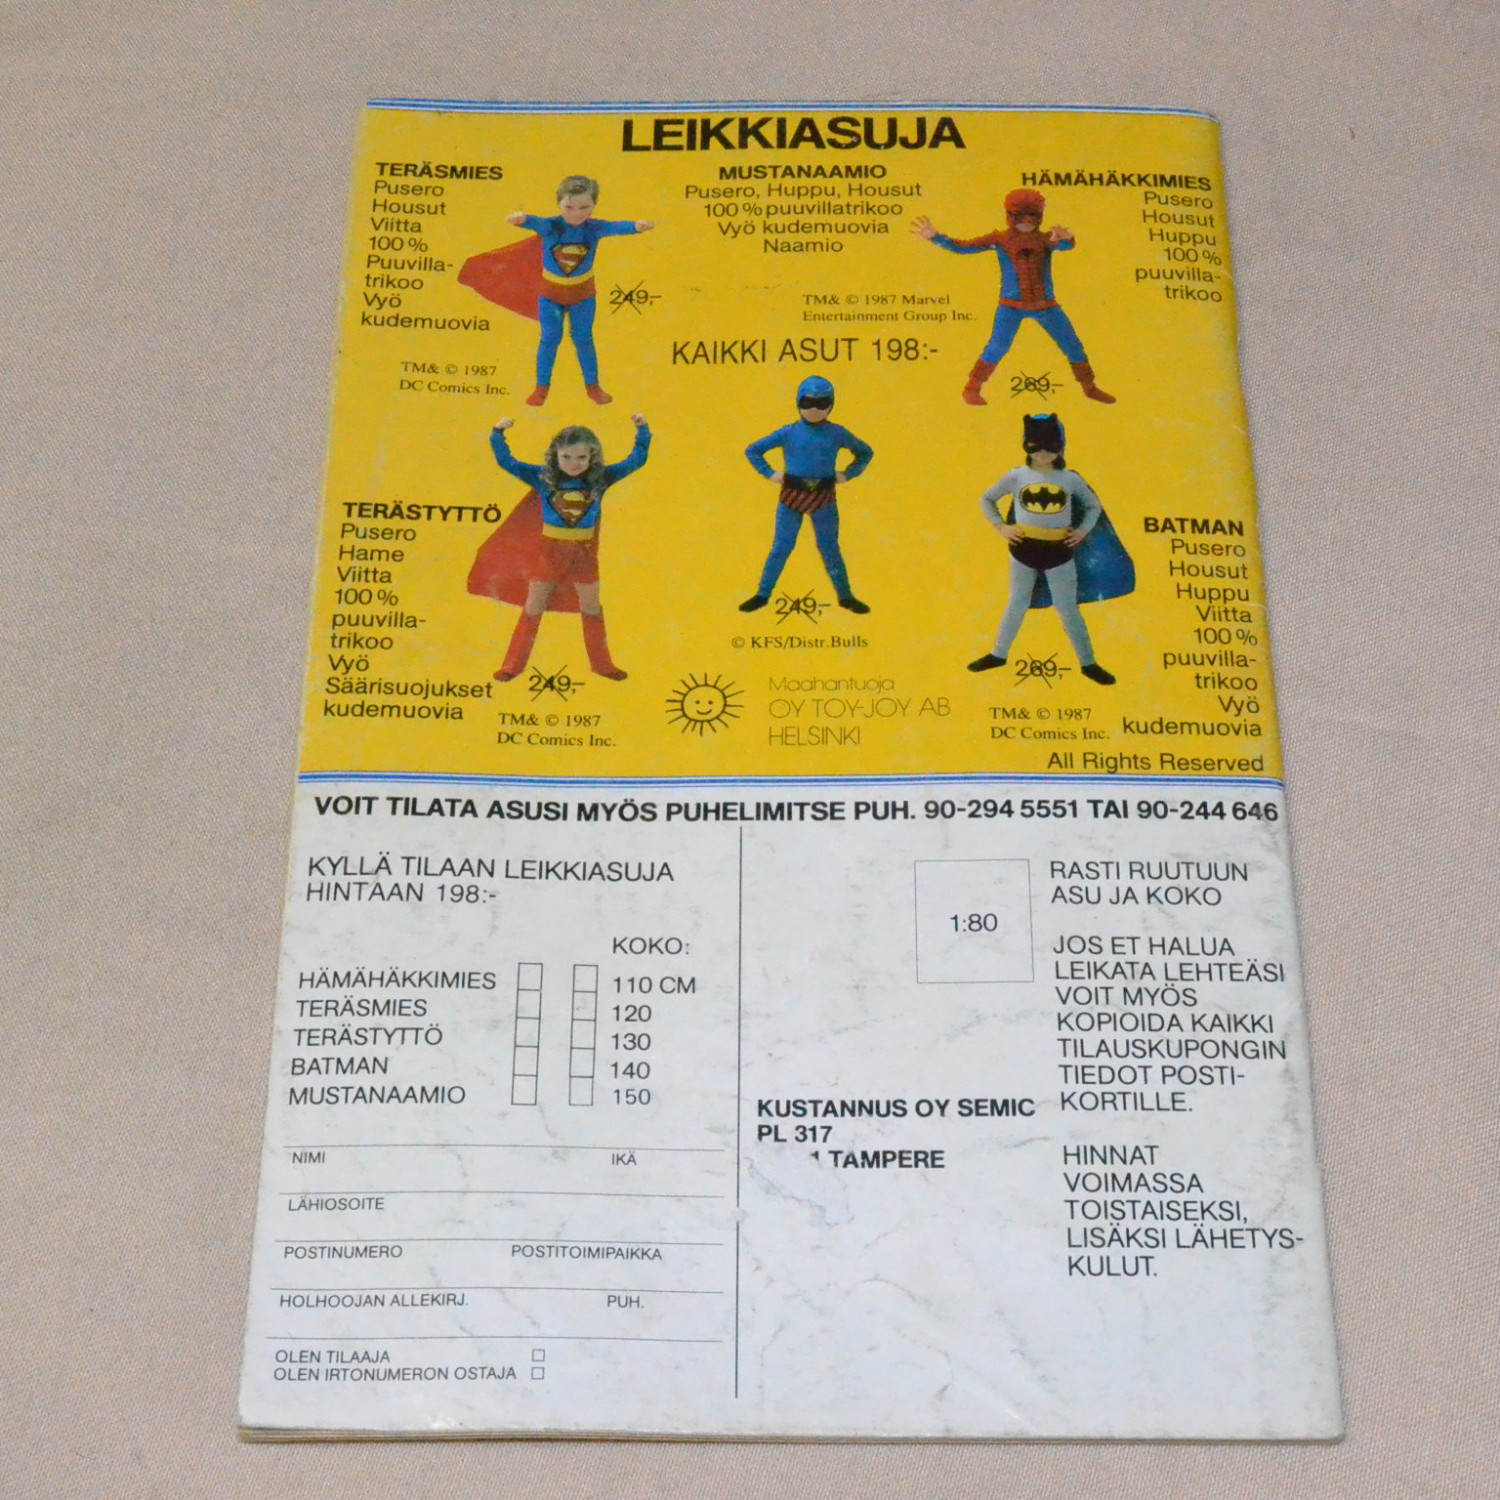 LEIKKIASUJA
TERÄSMIES
Pusero
Housut
Viitta
100 %
Puuvilla-
trikoo
Vyö
kudemuovia
TM& © 1987
DC Comics Inc.
249,-
MUSTANAAMIO
Pusero, Huppu, Housut
100 % puuvillatrikoo
Vyö kudemuovia
Naamio
HÄMÄHÄKKIMIES
Pusero
Housut
Huppu
100 %
puuvilla-
trikoo
TM& © 1987 Marvel
Entertainment Group Inc.
269,-
KAIKKI ASUT 198:-
TERÄSTYTTÖ
Pusero
Hame
Viitta
100 %
puuvilla-
trikoo
Vyö
Säärisuojukset
kudemuovia
249,-
TM& © 1987
DC Comics Inc.
249,-
© KFS/Distr.Bulls
Maahantuoja
OY TOY-JOY AB
HELSINKI
BATMAN
Pusero
Housut
Huppu
Viitta
100 %
puuvilla-
trikoo
Vyö
kudemuovia
269,-
TM& © 1987
DC Comics Inc.
All Rights Reserved
VOIT TILATA ASUSI MYÖS PUHELIMITSE PUH. 90-294 5551 TAI 90-244 646
KYLLÄ TILAAN LEIKKIASUJA
HINTAAN 198:-
KOKO:
HÄMÄHÄKKIMIES 110 CM
TERÄSMIES 120
TERÄSTYTTÖ 130
BATMAN 140
MUSTANAAMIO 150
NIMI IKÄ
LÄHIOSOITE
POSTINUMERO POSTITOIMIPAIKKA
HOLHOOJAN ALLEKIRJ. PUH.
OLEN TILAAJA
OLEN IRTONUMERON OSTAJA
1:80
KUSTANNUS OY SEMIC
PL 317
TAMPERE
RASTI RUUTUUN
ASU JA KOKO
JOS ET HALUA
LEIKATA LEHTEÄSI
VOIT MYÖS
KOPIOIDA KAIKKI
TILAUSKUPONGIN
TIEDOT POSTI-
KORTILLE.
HINNAT
VOIMASSA
TOISTAISEKSI,
LISÄKSI LÄHETYS-
KULUT.